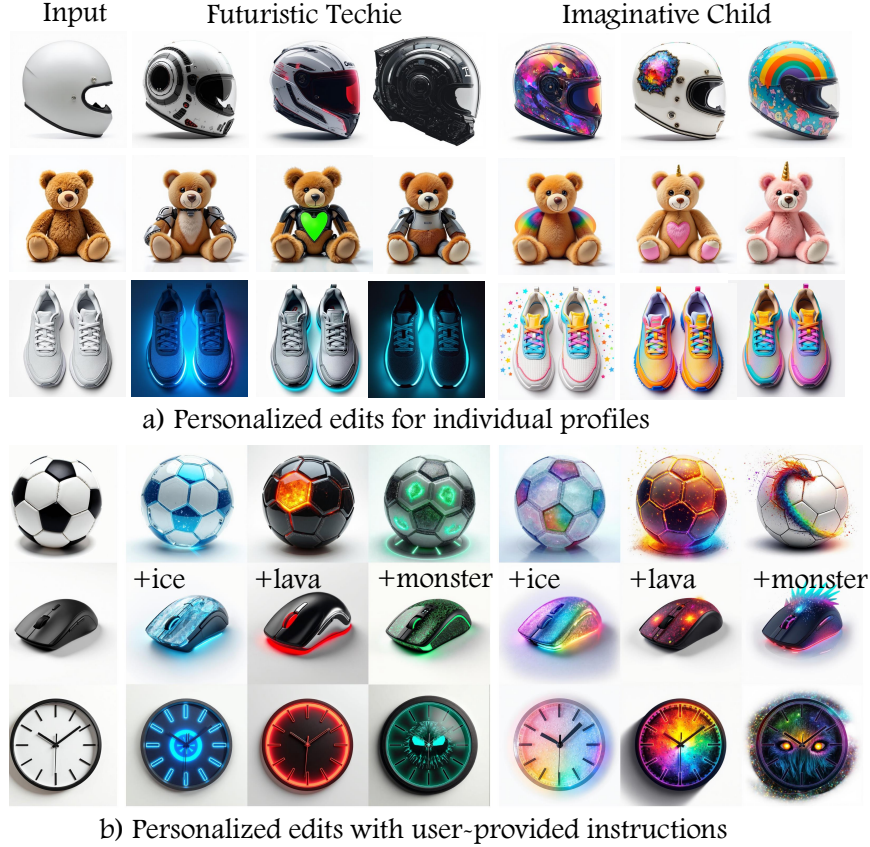 Input Futuristic Techie Imaginative Child
a) Personalized edits for individual profiles
+ice +lava +monster +ice +lava +monster
b) Personalized edits with user-provided instructions